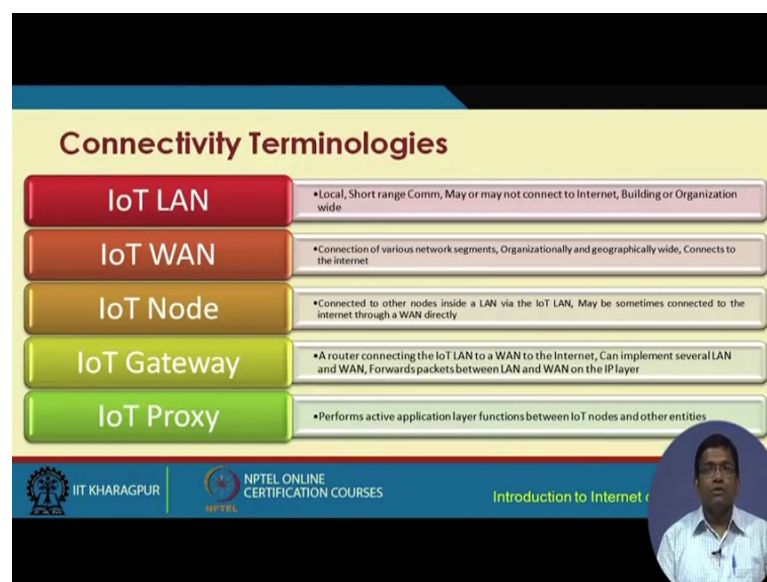 Connectivity Terminologies
IoT LAN
•Local, Short range Comm, May or may not connect to Internet, Building or Organization
wide
IoT WAN
•Connection of various network segments, Organizationally and geographically wide, Connects to
the internet
IoT Node
•Connected to other nodes inside a LAN via the IoT LAN, May be sometimes connected to the
internet through a WAN directly
IoT Gateway
•A router connecting the IoT LAN to a WAN to the Internet, Can implement several LAN
and WAN, Forwards packets between LAN and WAN on the IP layer
IoT Proxy
•Performs active application layer functions between IoT nodes and other entities
IIT KHARAGPUR
NPTEL
NPTEL ONLINE
CERTIFICATION COURSES
Introduction to Internet